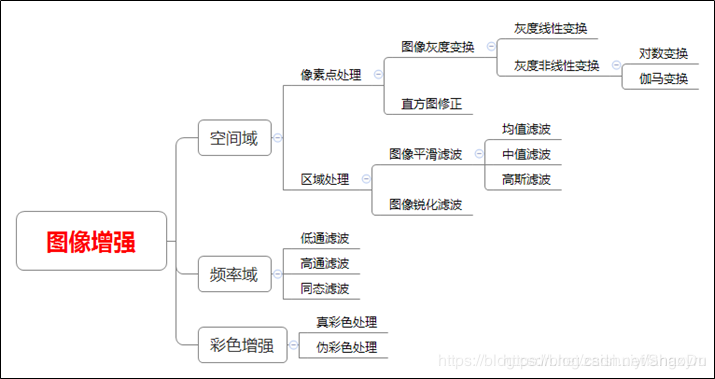 图像增强
空间域
像素点处理
图像灰度变换
灰度线性变换
灰度非线性变换
对数变换
伽马变换
直方图修正
区域处理
图像平滑滤波
均值滤波
中值滤波
高斯滤波
图像锐化滤波
频率域
低通滤波
高通滤波
同态滤波
彩色增强
真彩色处理
伪彩色处理